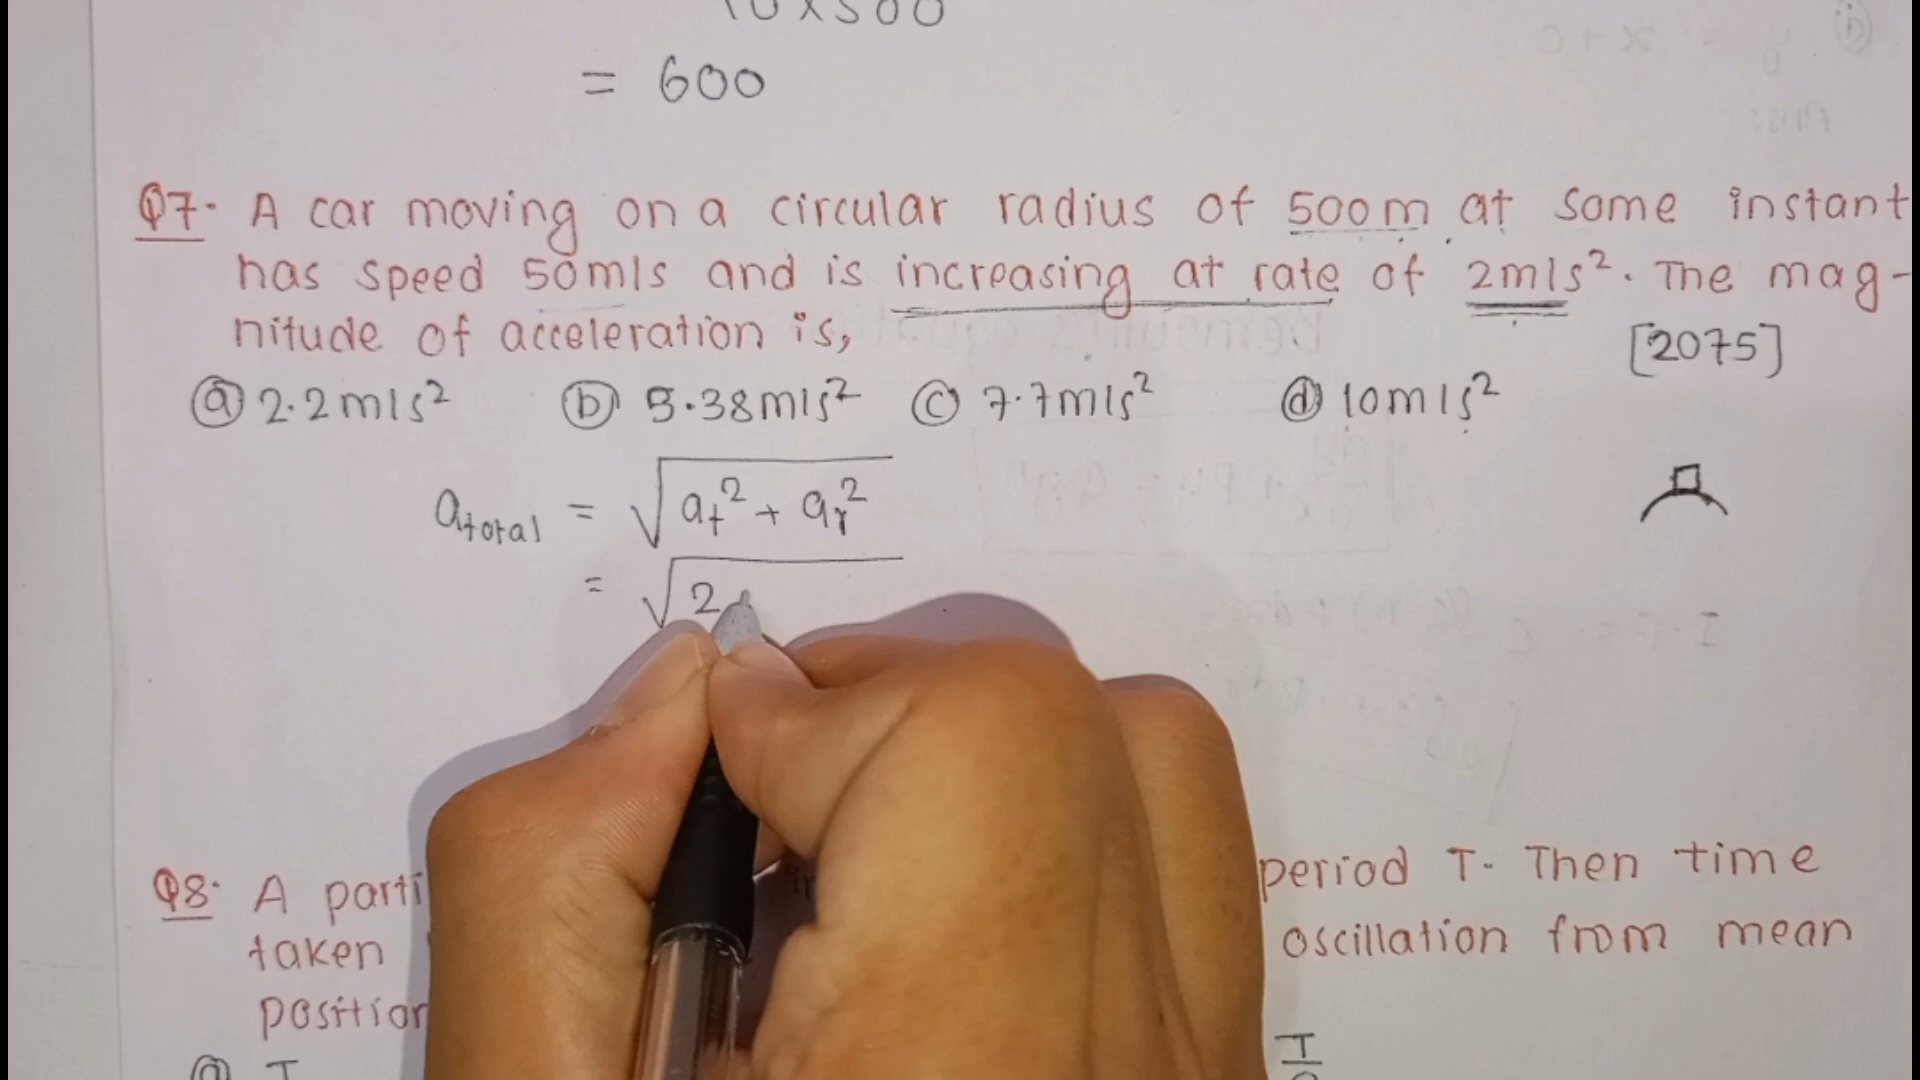 10 x 500
= 600
Q7. A car moving on a circular radius of 500m at some instant
has speed 50m/s and is increasing at rate of 2m/s². The mag-
nitude of acceleration is, [2075]
ⓐ 2.2m/s² ⓑ 5.38m/s² ⓒ 7.7m/s² ⓓ 10m/s²
a_total = √(a_t² + a_r²)
= √2
Q8. A parti period T. Then time
taken oscillation from mean
position
ⓐ T T